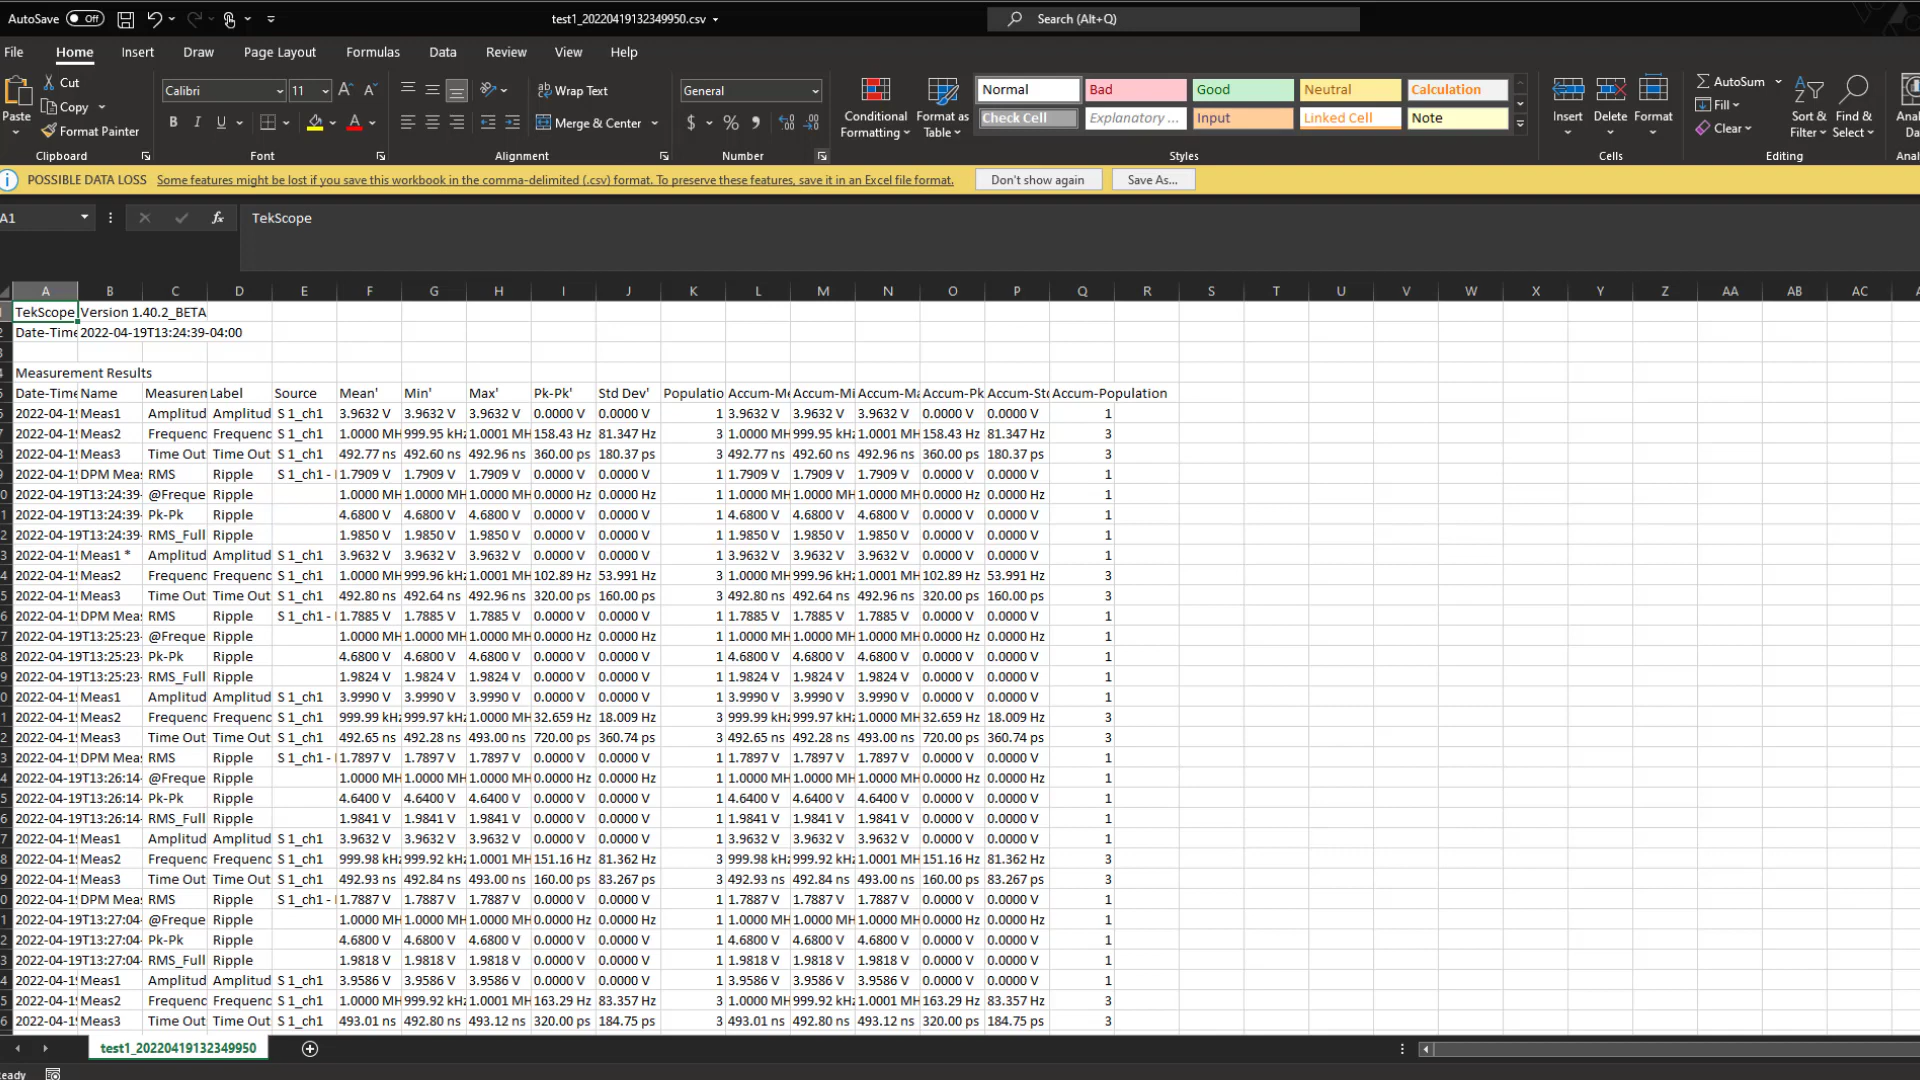 AutoSave Off test1_20220419132349950.csv Search (Alt+Q)
File Home Insert Draw Page Layout Formulas Data Review View Help
Paste Cut Copy Format Painter
Calibri 11 B I U A A
Wrap Text Merge & Center
General $ % 9
Conditional Formatting Format as Table
Normal Bad Good Neutral Calculation
Check Cell Explanatory ... Input Linked Cell Note
Insert Delete Format
AutoSum Fill Clear Sort & Filter Find & Select
Clipboard Font Alignment Number Styles Cells Editing
POSSIBLE DATA LOSS Some features might be lost if you save this workbook in the comma-delimited (.csv) format. To preserve these features, save it in an Excel file format. Don't show again Save As...
A1 fx TekScope
A B C D E F G H I J K L M N O P Q R S T U V W X Y Z AA AB AC
TekScope Version 1.40.2_BETA
Date-Time 2022-04-19T13:24:39-04:00
Measurement Results
Date-Time Name Measuren Label Source Mean' Min' Max' Pk-Pk' Std Dev' Populatio Accum-Me Accum-Mi Accum-Ma Accum-Pk Accum-Std Accum-Population
2022-04-19 Meas1 Amplitud Amplitud S 1_ch1 3.9632 V 3.9632 V 3.9632 V 0.0000 V 0.0000 V 1 3.9632 V 3.9632 V 3.9632 V 0.0000 V 0.0000 V 1
2022-04-19 Meas2 Frequenc Frequenc S 1_ch1 1.0000 MH 999.95 kHz 1.0001 MH 158.43 Hz 81.347 Hz 3 1.0000 MH 999.95 kHz 1.0001 MH 158.43 Hz 81.347 Hz 3
2022-04-19 Meas3 Time Out Time Out S 1_ch1 492.77 ns 492.60 ns 492.96 ns 360.00 ps 180.37 ps 3 492.77 ns 492.60 ns 492.96 ns 360.00 ps 180.37 ps 3
2022-04-19 DPM Meas RMS Ripple S 1_ch1 - 1.7909 V 1.7909 V 1.7909 V 0.0000 V 0.0000 V 1 1.7909 V 1.7909 V 1.7909 V 0.0000 V 0.0000 V 1
2022-04-19T13:24:39- @Freque Ripple 1.0000 MH 1.0000 MH 1.0000 MH 0.0000 Hz 0.0000 Hz 1 1.0000 MH 1.0000 MH 1.0000 MH 0.0000 Hz 0.0000 Hz 1
2022-04-19T13:24:39- Pk-Pk Ripple 4.6800 V 4.6800 V 4.6800 V 0.0000 V 0.0000 V 1 4.6800 V 4.6800 V 4.6800 V 0.0000 V 0.0000 V 1
2022-04-19T13:24:39- RMS_Full Ripple 1.9850 V 1.9850 V 1.9850 V 0.0000 V 0.0000 V 1 1.9850 V 1.9850 V 1.9850 V 0.0000 V 0.0000 V 1
2022-04-19 Meas1 * Amplitud Amplitud S 1_ch1 3.9632 V 3.9632 V 3.9632 V 0.0000 V 0.0000 V 1 3.9632 V 3.9632 V 3.9632 V 0.0000 V 0.0000 V 1
2022-04-19 Meas2 Frequenc Frequenc S 1_ch1 1.0000 MH 999.96 kHz 1.0001 MH 102.89 Hz 53.991 Hz 3 1.0000 MH 999.96 kHz 1.0001 MH 102.89 Hz 53.991 Hz 3
2022-04-19 Meas3 Time Out Time Out S 1_ch1 492.80 ns 492.64 ns 492.96 ns 320.00 ps 160.00 ps 3 492.80 ns 492.64 ns 492.96 ns 320.00 ps 160.00 ps 3
2022-04-19 DPM Meas RMS Ripple S 1_ch1 - 1.7885 V 1.7885 V 1.7885 V 0.0000 V 0.0000 V 1 1.7885 V 1.7885 V 1.7885 V 0.0000 V 0.0000 V 1
2022-04-19T13:25:23- @Freque Ripple 1.0000 MH 1.0000 MH 1.0000 MH 0.0000 Hz 0.0000 Hz 1 1.0000 MH 1.0000 MH 1.0000 MH 0.0000 Hz 0.0000 Hz 1
2022-04-19T13:25:23- Pk-Pk Ripple 4.6800 V 4.6800 V 4.6800 V 0.0000 V 0.0000 V 1 4.6800 V 4.6800 V 4.6800 V 0.0000 V 0.0000 V 1
2022-04-19T13:25:23- RMS_Full Ripple 1.9824 V 1.9824 V 1.9824 V 0.0000 V 0.0000 V 1 1.9824 V 1.9824 V 1.9824 V 0.0000 V 0.0000 V 1
2022-04-19 Meas1 Amplitud Amplitud S 1_ch1 3.9990 V 3.9990 V 3.9990 V 0.0000 V 0.0000 V 1 3.9990 V 3.9990 V 3.9990 V 0.0000 V 0.0000 V 1
2022-04-19 Meas2 Frequenc Frequenc S 1_ch1 999.99 kHz 999.97 kHz 1.0000 MH 32.659 Hz 18.009 Hz 3 999.99 kHz 999.97 kHz 1.0000 MH 32.659 Hz 18.009 Hz 3
2022-04-19 Meas3 Time Out Time Out S 1_ch1 492.65 ns 492.28 ns 493.00 ns 720.00 ps 360.74 ps 3 492.65 ns 492.28 ns 493.00 ns 720.00 ps 360.74 ps 3
2022-04-19 DPM Meas RMS Ripple S 1_ch1 - 1.7897 V 1.7897 V 1.7897 V 0.0000 V 0.0000 V 1 1.7897 V 1.7897 V 1.7897 V 0.0000 V 0.0000 V 1
2022-04-19T13:26:14- @Freque Ripple 1.0000 MH 1.0000 MH 1.0000 MH 0.0000 Hz 0.0000 Hz 1 1.0000 MH 1.0000 MH 1.0000 MH 0.0000 Hz 0.0000 Hz 1
2022-04-19T13:26:14- Pk-Pk Ripple 4.6400 V 4.6400 V 4.6400 V 0.0000 V 0.0000 V 1 4.6400 V 4.6400 V 4.6400 V 0.0000 V 0.0000 V 1
2022-04-19T13:26:14- RMS_Full Ripple 1.9841 V 1.9841 V 1.9841 V 0.0000 V 0.0000 V 1 1.9841 V 1.9841 V 1.9841 V 0.0000 V 0.0000 V 1
2022-04-19 Meas1 Amplitud Amplitud S 1_ch1 3.9632 V 3.9632 V 3.9632 V 0.0000 V 0.0000 V 1 3.9632 V 3.9632 V 3.9632 V 0.0000 V 0.0000 V 1
2022-04-19 Meas2 Frequenc Frequenc S 1_ch1 999.98 kHz 999.92 kHz 1.0001 MH 151.16 Hz 81.362 Hz 3 999.98 kHz 999.92 kHz 1.0001 MH 151.16 Hz 81.362 Hz 3
2022-04-19 Meas3 Time Out Time Out S 1_ch1 492.93 ns 492.84 ns 493.00 ns 160.00 ps 83.267 ps 3 492.93 ns 492.84 ns 493.00 ns 160.00 ps 83.267 ps 3
2022-04-19 DPM Meas RMS Ripple S 1_ch1 - 1.7887 V 1.7887 V 1.7887 V 0.0000 V 0.0000 V 1 1.7887 V 1.7887 V 1.7887 V 0.0000 V 0.0000 V 1
2022-04-19T13:27:04- @Freque Ripple 1.0000 MH 1.0000 MH 1.0000 MH 0.0000 Hz 0.0000 Hz 1 1.0000 MH 1.0000 MH 1.0000 MH 0.0000 Hz 0.0000 Hz 1
2022-04-19T13:27:04- Pk-Pk Ripple 4.6800 V 4.6800 V 4.6800 V 0.0000 V 0.0000 V 1 4.6800 V 4.6800 V 4.6800 V 0.0000 V 0.0000 V 1
2022-04-19T13:27:04- RMS_Full Ripple 1.9818 V 1.9818 V 1.9818 V 0.0000 V 0.0000 V 1 1.9818 V 1.9818 V 1.9818 V 0.0000 V 0.0000 V 1
2022-04-19 Meas1 Amplitud Amplitud S 1_ch1 3.9586 V 3.9586 V 3.9586 V 0.0000 V 0.0000 V 1 3.9586 V 3.9586 V 3.9586 V 0.0000 V 0.0000 V 1
2022-04-19 Meas2 Frequenc Frequenc S 1_ch1 1.0000 MH 999.92 kHz 1.0001 MH 163.29 Hz 83.357 Hz 3 1.0000 MH 999.92 kHz 1.0001 MH 163.29 Hz 83.357 Hz 3
2022-04-19 Meas3 Time Out Time Out S 1_ch1 493.01 ns 492.80 ns 493.12 ns 320.00 ps 184.75 ps 3 493.01 ns 492.80 ns 493.12 ns 320.00 ps 184.75 ps 3
test1_20220419132349950